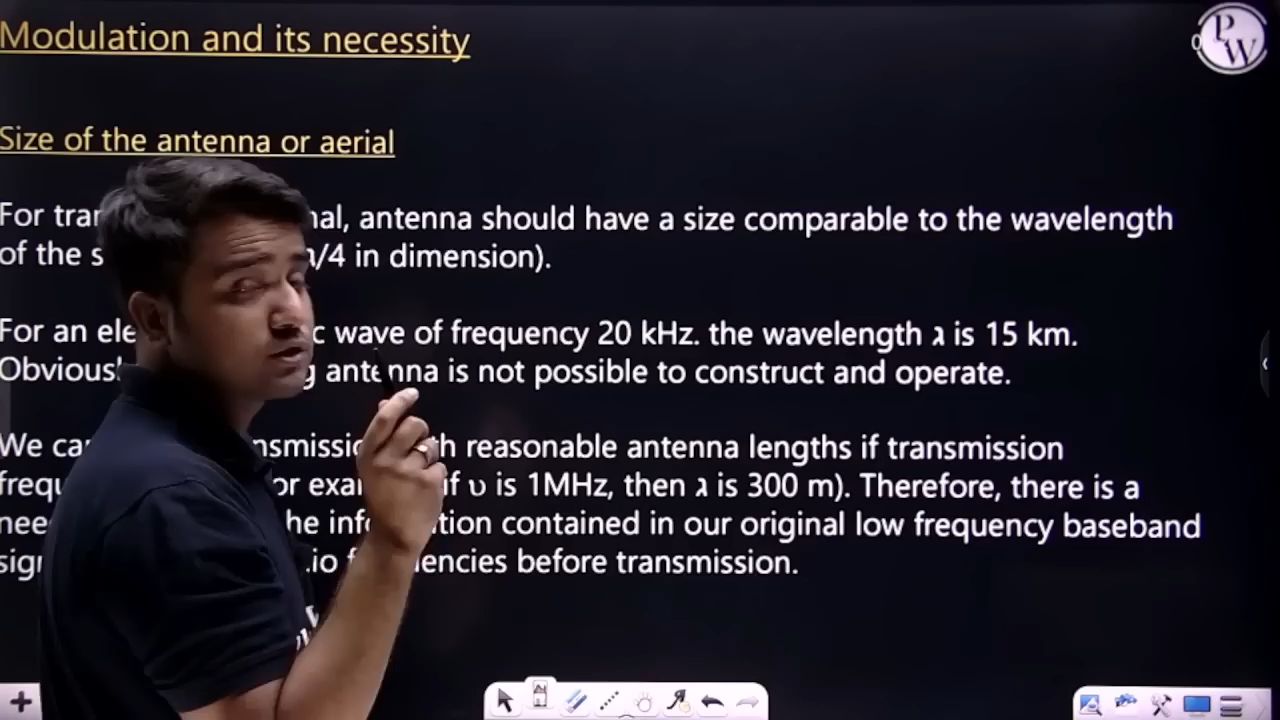 Modulation and its necessity
PW
Size of the antenna or aerial
For nal, antenna should have a size comparable to the wavelength
of the s /4 in dimension).
For an ele c wave of frequency 20 kHz. the wavelength λ is 15 km.
Obvious g antenna is not possible to construct and operate.
We ca nsmissi h reasonable antenna lengths if transmission
frequ or exa if υ is 1MHz, then λ is 300 m). Therefore, there is a
nee he inf tion contained in our original low frequency baseband
sig io f encies before transmission.